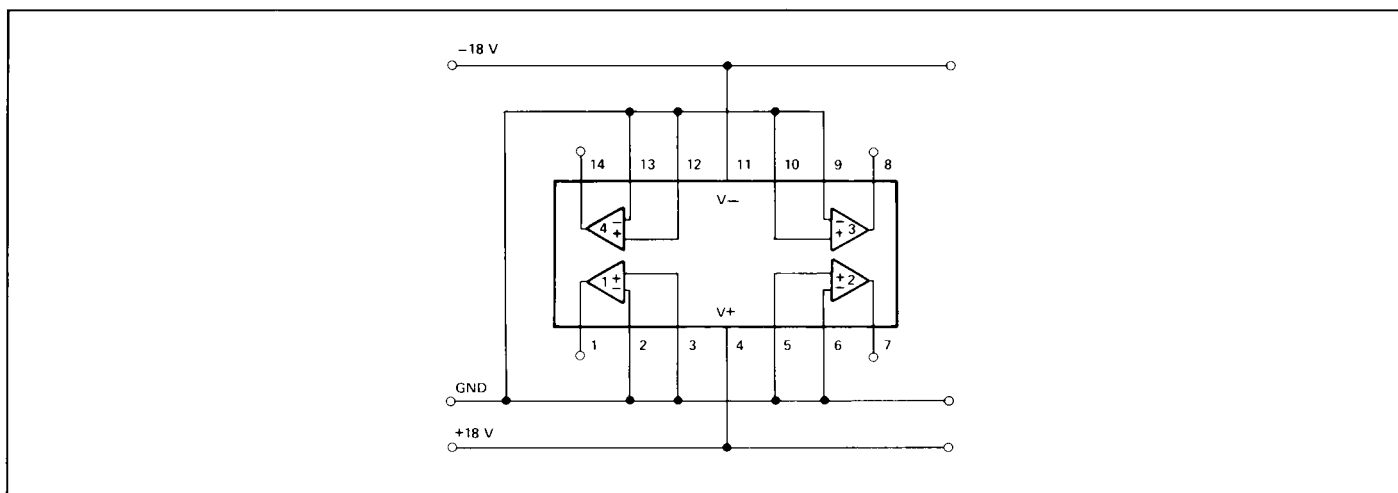 −18 V
14 13 12 11 10 9 8
V−
4 − + − + 3
1 + − + − 2
V+
1 2 3 4 5 6 7
GND
+18 V